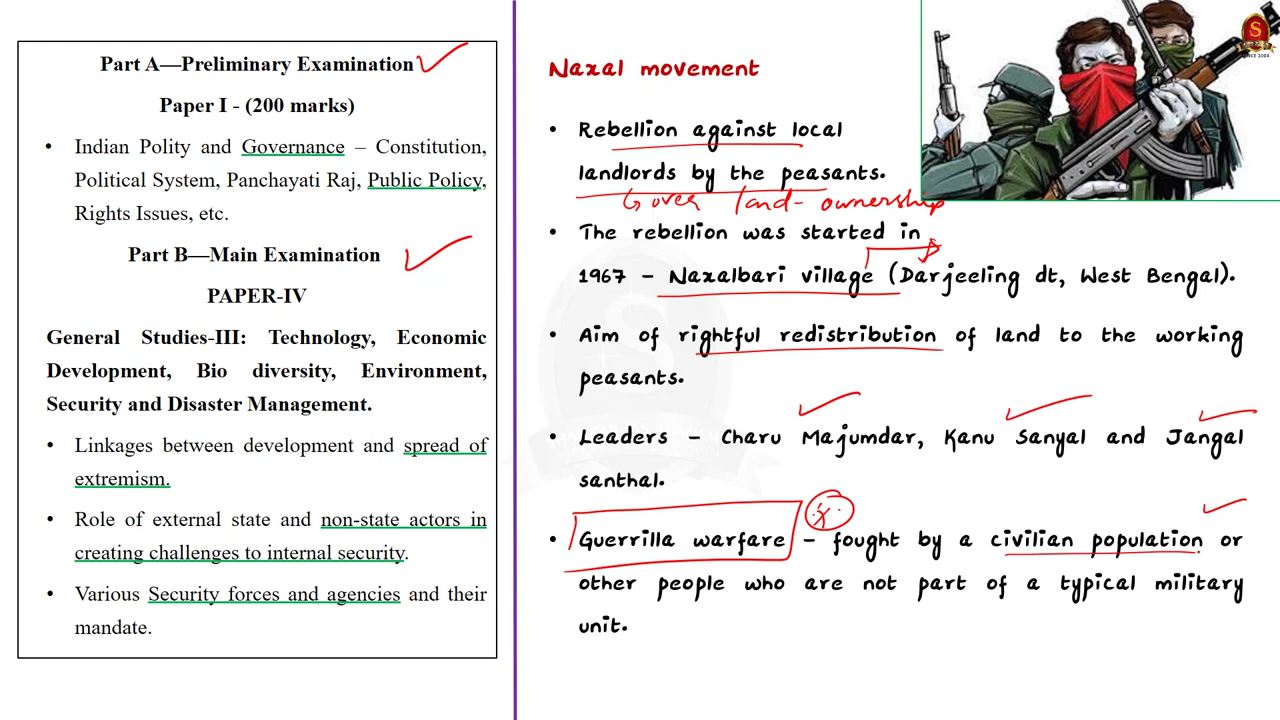 Part A—Preliminary Examination
Paper I - (200 marks)
• Indian Polity and Governance – Constitution,
Political System, Panchayati Raj, Public Policy,
Rights Issues, etc.
Part B—Main Examination
PAPER-IV
General Studies-III: Technology, Economic
Development, Bio diversity, Environment,
Security and Disaster Management.
• Linkages between development and spread of
extremism.
• Role of external state and non-state actors in
creating challenges to internal security.
• Various Security forces and agencies and their
mandate.
Naxal movement
• Rebellion against local
landlords by the peasants.
over land-ownership
• The rebellion was started in
1967 - Naxalbari village (Darjeeling dt, West Bengal).
• Aim of rightful redistribution of land to the working
peasants.
• Leaders - Charu Majumdar, Kanu Sanyal and Jangal
santhal.
• Guerrilla warfare - fought by a civilian population or
other people who are not part of a typical military
unit.
S
SINCE 2004